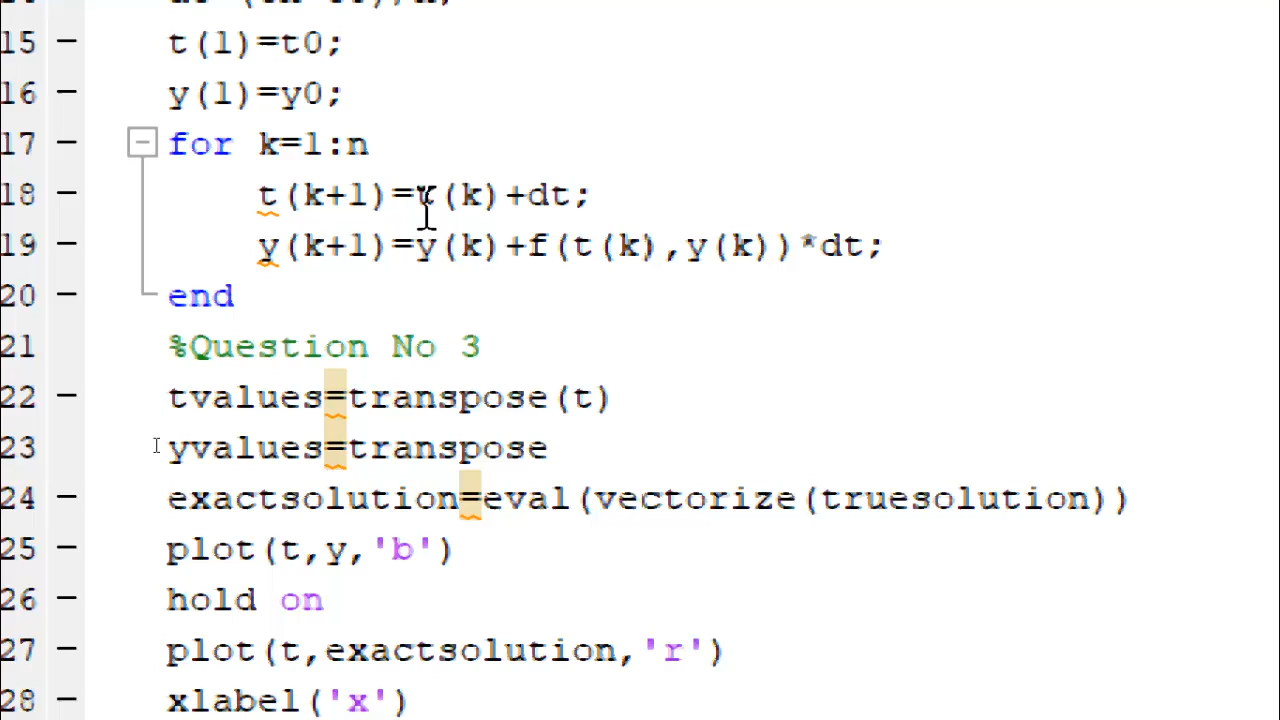 15 – t(1)=t0;
16 – y(1)=y0;
17 – for k=1:n
18 – t(k+1)=t(k)+dt;
19 – y(k+1)=y(k)+f(t(k),y(k))*dt;
20 – end
21 %Question No 3
22 – tvalues=transpose(t)
23 yvalues=transpose
24 – exactsolution=eval(vectorize(truesolution))
25 – plot(t,y,'b')
26 – hold on
27 – plot(t,exactsolution,'r')
28 – xlabel('x')